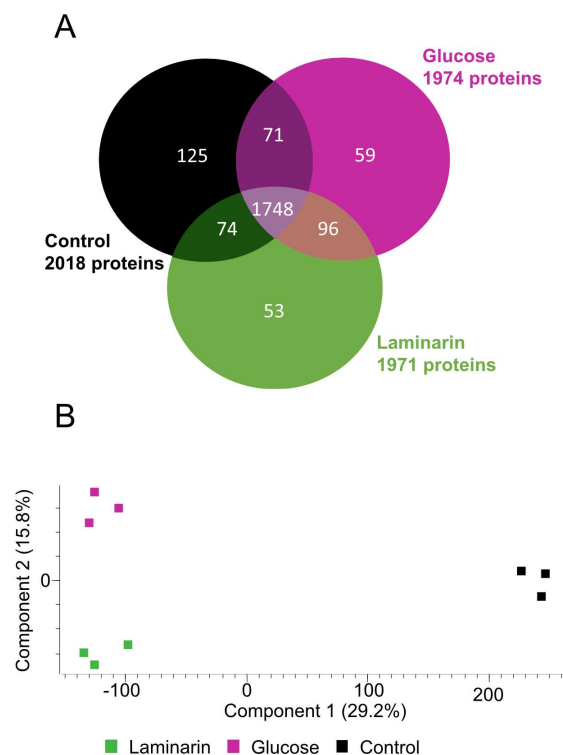 A
Glucose
1974 proteins
71
125
59
1748
74
96
Control
2018 proteins
53
Laminarin
1971 proteins
B
Component 2 (15.8%)
0
-100
0
100
200
Component 1 (29.2%)
Laminarin
Glucose
Control